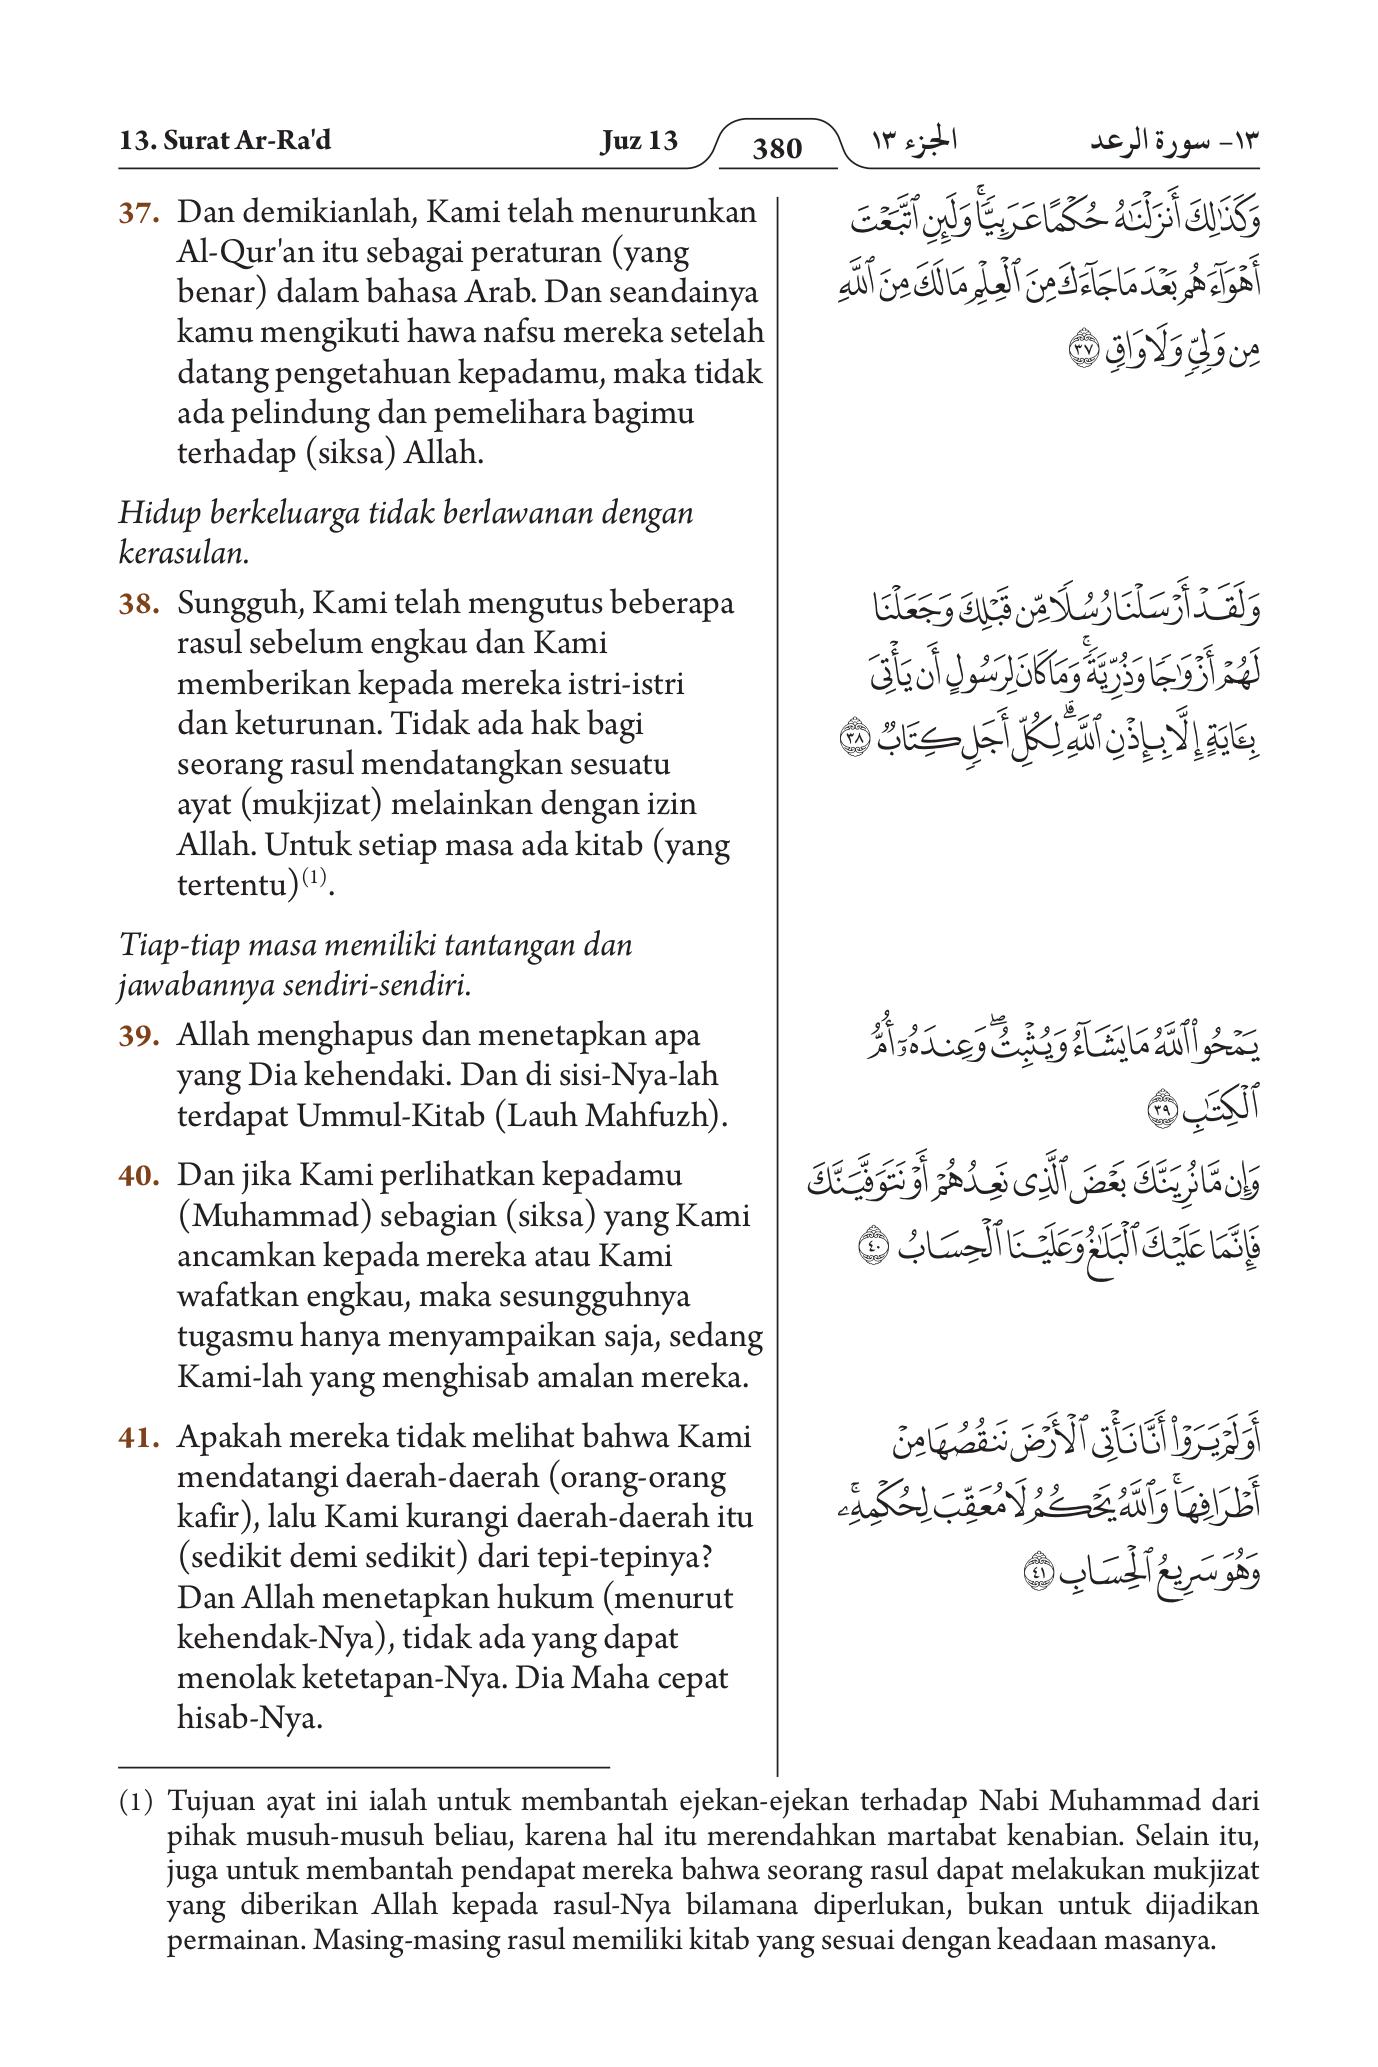 13. Surat Ar-Ra'd
Juz 13
380
الجزء ١٣
١٣- سورة الرعد
37. Dan demikianlah, Kami telah menurunkan
Al-Qur'an itu sebagai peraturan (yang
benar) dalam bahasa Arab. Dan seandainya
kamu mengikuti hawa nafsu mereka setelah
datang pengetahuan kepadamu, maka tidak
ada pelindung dan pemelihara bagimu
terhadap (siksa) Allah.
Hidup berkeluarga tidak berlawanan dengan
kerasulan.
38. Sungguh, Kami telah mengutus beberapa
rasul sebelum engkau dan Kami
memberikan kepada mereka istri-istri
dan keturunan. Tidak ada hak bagi
seorang rasul mendatangkan sesuatu
ayat (mukjizat) melainkan dengan izin
Allah. Untuk setiap masa ada kitab (yang
tertentu)(1).
Tiap-tiap masa memiliki tantangan dan
jawabannya sendiri-sendiri.
39. Allah menghapus dan menetapkan apa
yang Dia kehendaki. Dan di sisi-Nya-lah
terdapat Ummul-Kitab (Lauh Mahfuzh).
40. Dan jika Kami perlihatkan kepadamu
(Muhammad) sebagian (siksa) yang Kami
ancamkan kepada mereka atau Kami
wafatkan engkau, maka sesungguhnya
tugasmu hanya menyampaikan saja, sedang
Kami-lah yang menghisab amalan mereka.
41. Apakah mereka tidak melihat bahwa Kami
mendatangi daerah-daerah (orang-orang
kafir), lalu Kami kurangi daerah-daerah itu
(sedikit demi sedikit) dari tepi-tepinya?
Dan Allah menetapkan hukum (menurut
kehendak-Nya), tidak ada yang dapat
menolak ketetapan-Nya. Dia Maha cepat
hisab-Nya.
وَكَذَٰلِكَ أَنزَلْنَٰهُ حُكْمًا عَرَبِيًّا ۚ وَلَئِنِ ٱتَّبَعْتَ
أَهْوَآءَهُم بَعْدَ مَا جَآءَكَ مِنَ ٱلْعِلْمِ مَا لَكَ مِنَ ٱللَّهِ
مِن وَلِىٍّ وَلَا وَاقٍ ٣٧
وَلَقَدْ أَرْسَلْنَا رُسُلًا مِّن قَبْلِكَ وَجَعَلْنَا
لَهُمْ أَزْوَٰجًا وَذُرِّيَّةً ۚ وَمَا كَانَ لِرَسُولٍ أَن يَأْتِىَ
بِـَٔايَةٍ إِلَّا بِإِذْنِ ٱللَّهِ ۗ لِكُلِّ أَجَلٍ كِتَابٌ ٣٨
يَمْحُوا۟ ٱللَّهُ مَا يَشَآءُ وَيُثْبِتُ ۖ وَعِندَهُۥٓ أُمُّ
ٱلْكِتَٰبِ ٣٩
وَإِن مَّا نُرِيَنَّكَ بَعْضَ ٱلَّذِى نَعِدُهُمْ أَوْ نَتَوَفَّيَنَّكَ
فَإِنَّمَا عَلَيْكَ ٱلْبَلَٰغُ وَعَلَيْنَا ٱلْحِسَابُ ٤٠
أَوَلَمْ يَرَوْا۟ أَنَّا نَأْتِى ٱلْأَرْضَ نَنقُصُهَا مِنْ
أَطْرَافِهَا ۚ وَٱللَّهُ يَحْكُمُ لَا مُعَقِّبَ لِحُكْمِهِۦ ۚ
وَهُوَ سَرِيعُ ٱلْحِسَابِ ٤١
(1) Tujuan ayat ini ialah untuk membantah ejekan-ejekan terhadap Nabi Muhammad dari
pihak musuh-musuh beliau, karena hal itu merendahkan martabat kenabian. Selain itu,
juga untuk membantah pendapat mereka bahwa seorang rasul dapat melakukan mukjizat
yang diberikan Allah kepada rasul-Nya bilamana diperlukan, bukan untuk dijadikan
permainan. Masing-masing rasul memiliki kitab yang sesuai dengan keadaan masanya.